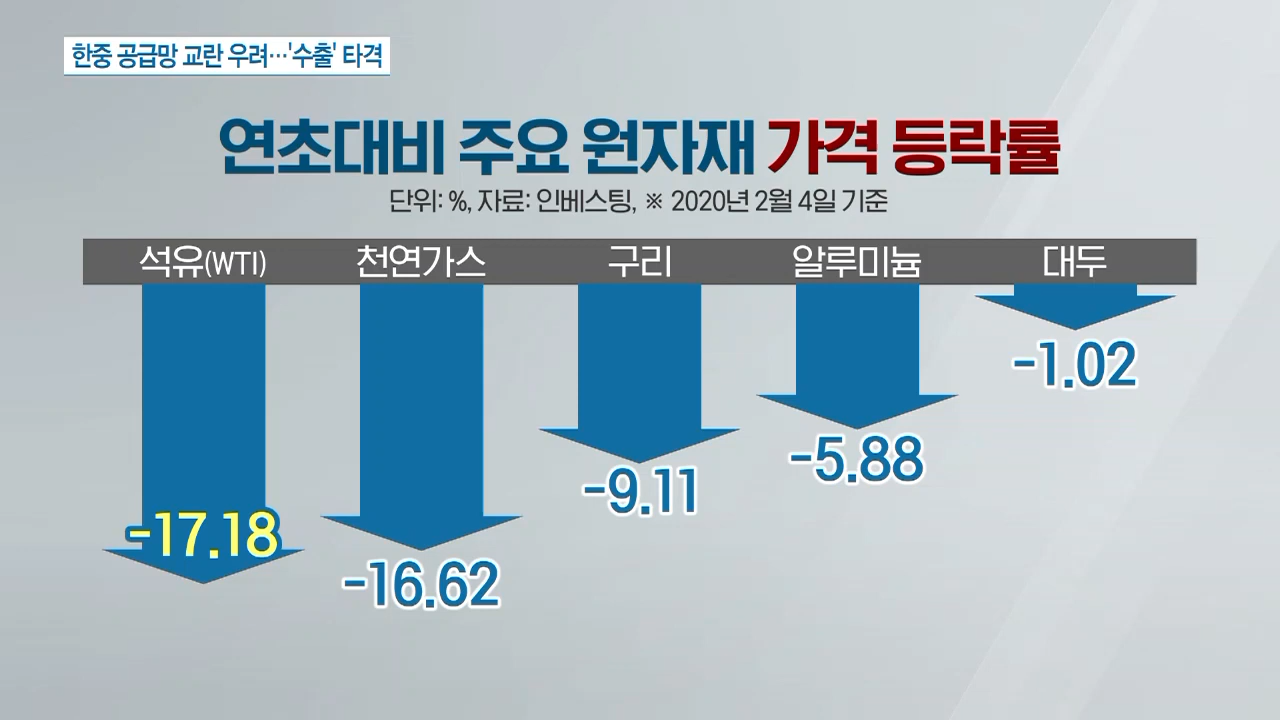 한중 공급망 교란 우려…'수출' 타격
연초대비 주요 원자재 가격 등락률
단위: %, 자료: 인베스팅, ※ 2020년 2월 4일 기준
석유(WTI) 천연가스 구리 알루미늄 대두
-1.02
-5.88
-9.11
-17.18
-16.62